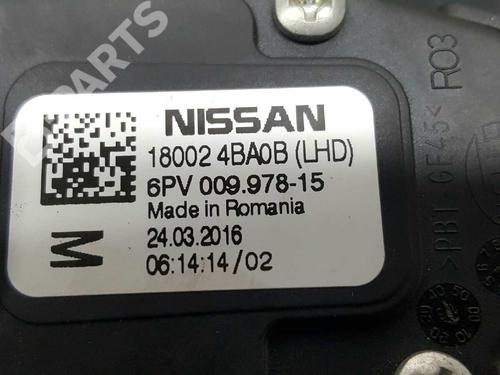 NISSAN
18002 4BA0B (LHD)
6PV 009.978-15
Made in Romania
M
24.03.2016
06:14:14/02
>PBT GF45<
R03
PARTS